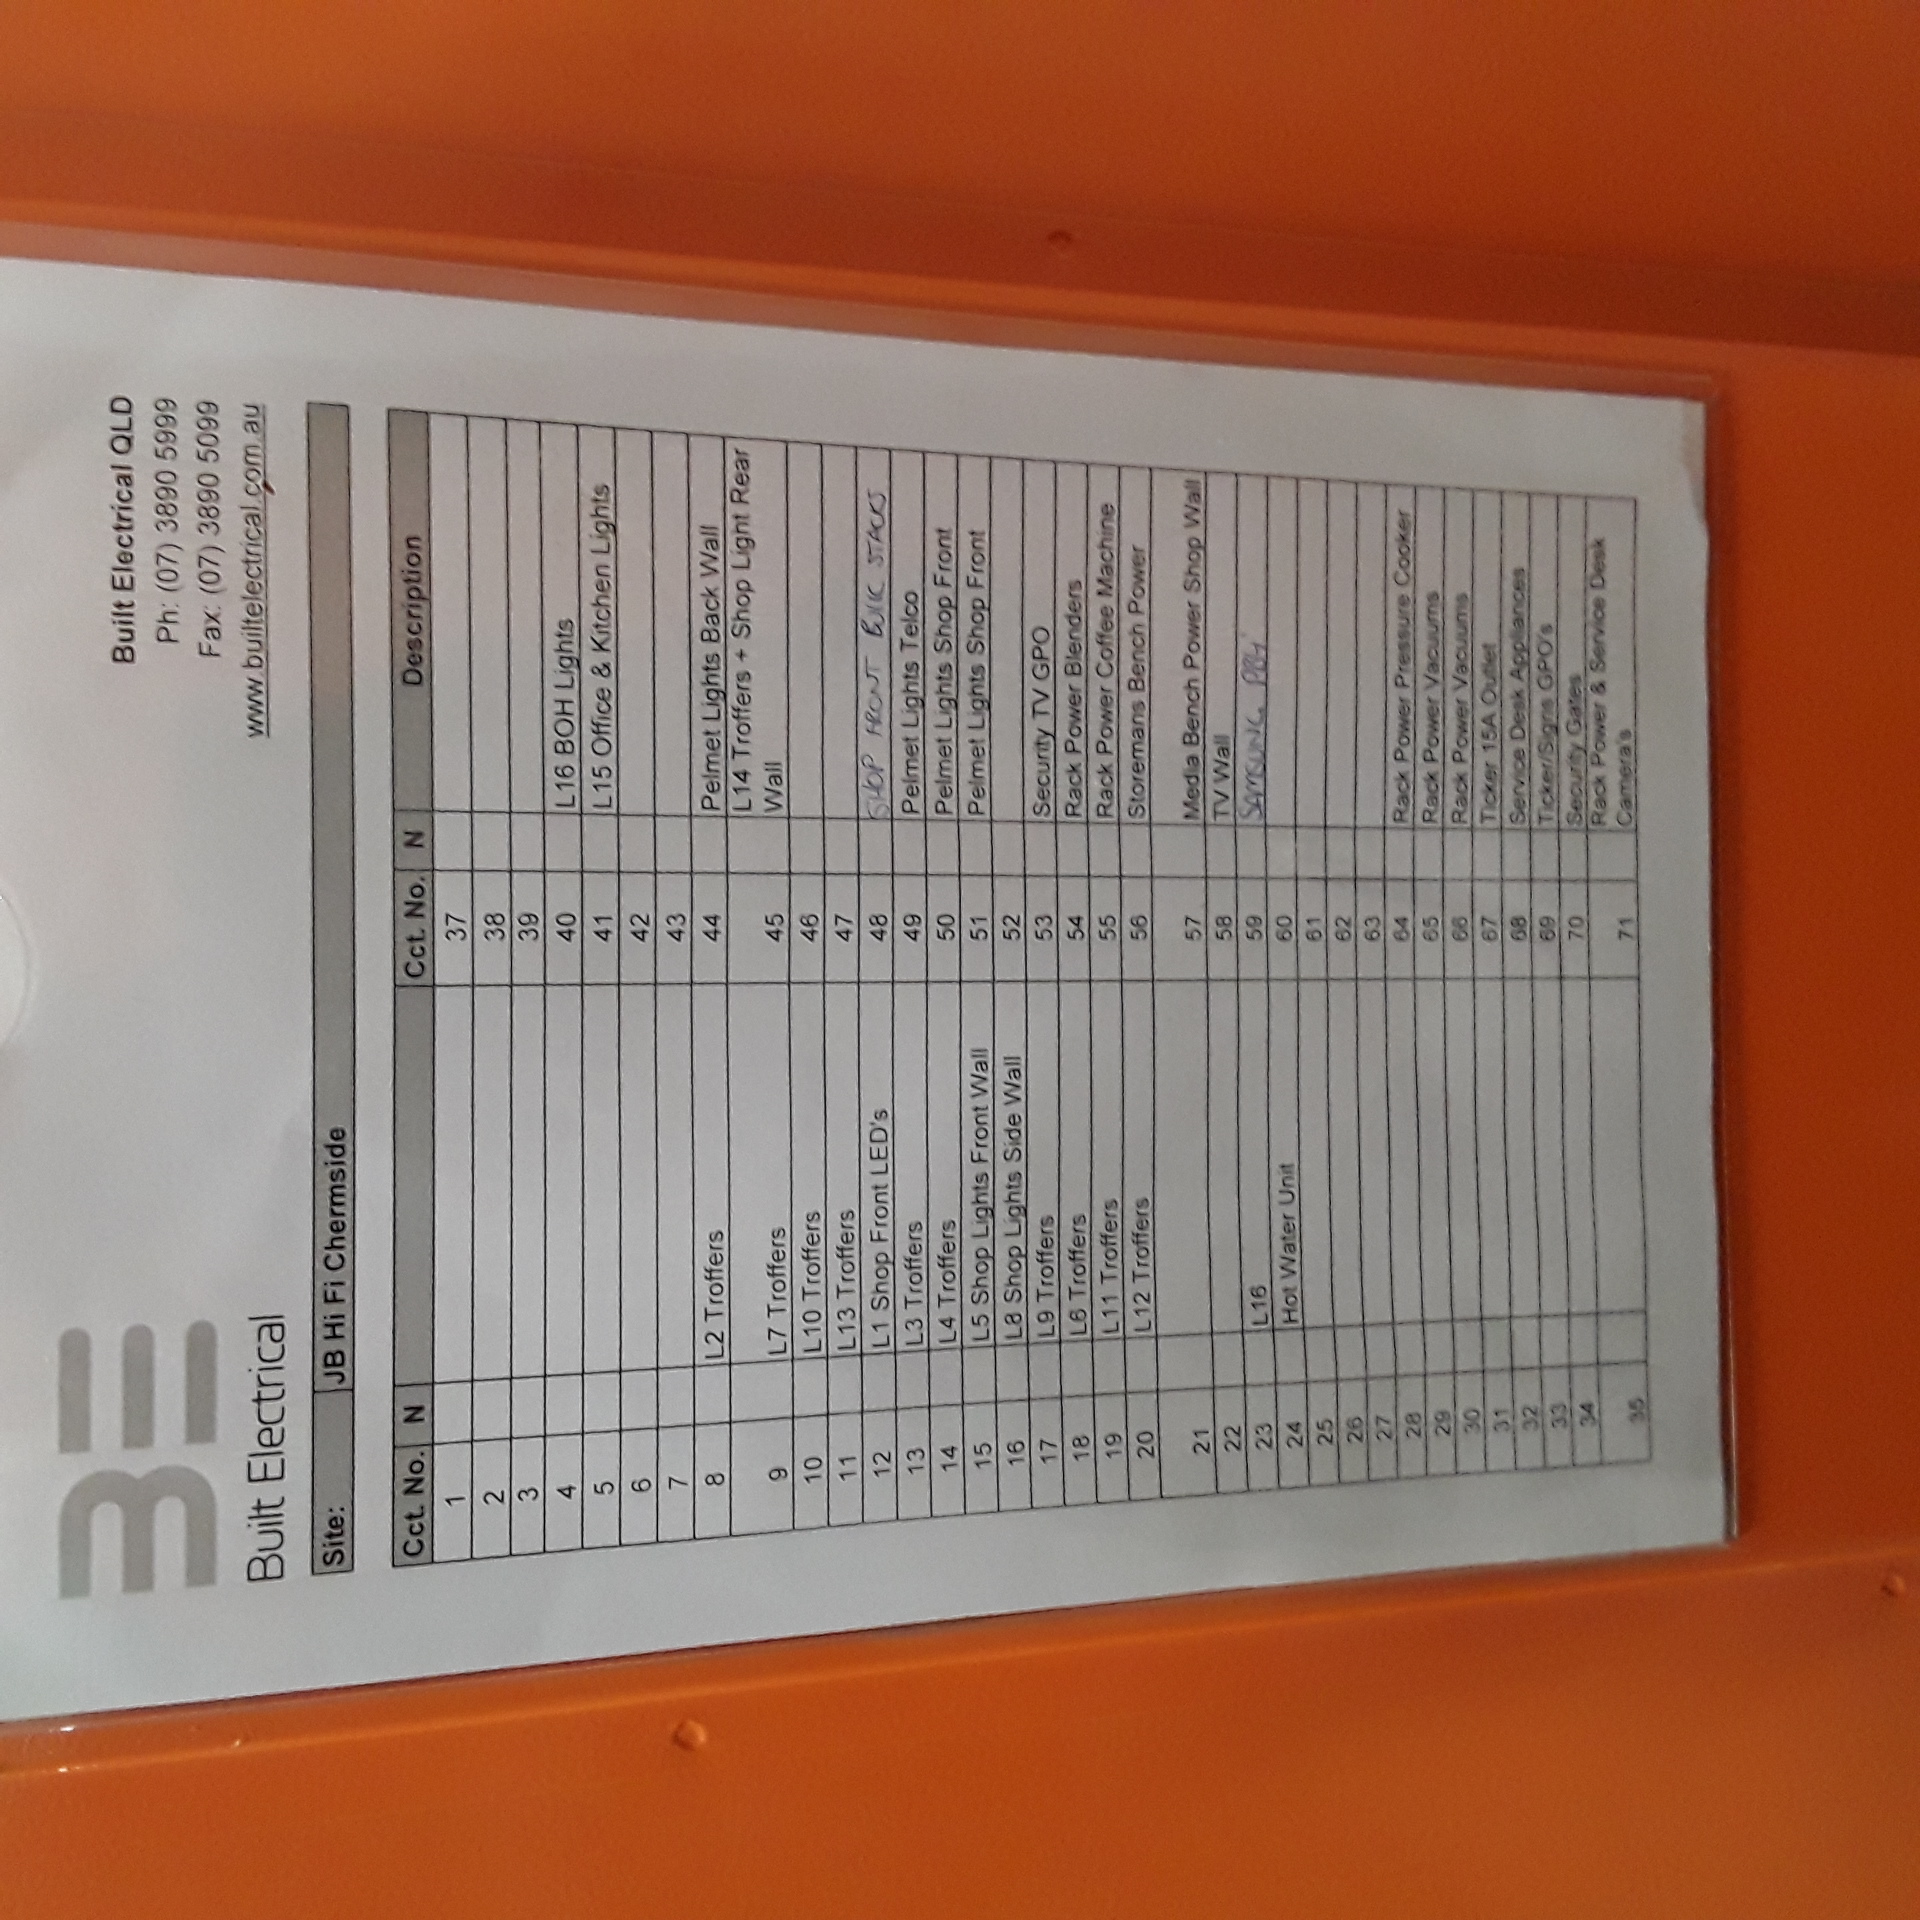 BE
Built Electrical
Built Electrical QLD
Ph: (07) 3890 5999
Fax: (07) 3890 5099
www.builtelectrical.com.au
Site: JB Hi Fi Chermside
Cct. No. N Cct. No. N Description
1 37
2 38
3 39
4 40 L16 BOH Lights
5 41 L15 Office & Kitchen Lights
6 42
7 43
8 L2 Troffers 44 Pelmet Lights Back Wall
L14 Troffers + Shop Light Rear
9 L7 Troffers 45 Wall
10 L10 Troffers 46
11 L13 Troffers 47
12 L1 Shop Front LED's 48 SHOP FRONT BULK STACKS
13 L3 Troffers 49 Pelmet Lights Telco
14 L4 Troffers 50 Pelmet Lights Shop Front
15 L5 Shop Lights Front Wall 51 Pelmet Lights Shop Front
16 L8 Shop Lights Side Wall 52
17 L9 Troffers 53 Security TV GPO
18 L6 Troffers 54 Rack Power Blenders
19 L11 Troffers 55 Rack Power Coffee Machine
20 L12 Troffers 56 Storemans Bench Power
21 57 Media Bench Power Shop Wall
22 58 TV Wall
23 L16 59 SAMSUNG
24 Hot Water Unit 60
25 61
26 62
27 63
28 64 Rack Power Pressure Cooker
29 65 Rack Power Vacuums
30 66 Rack Power Vacuums
31 67 Ticker 15A Outlet
32 68 Service Desk Appliances
33 69 Ticker/Signs GPO's
34 70 Security Gates
Rack Power & Service Desk
35 71 Camera's